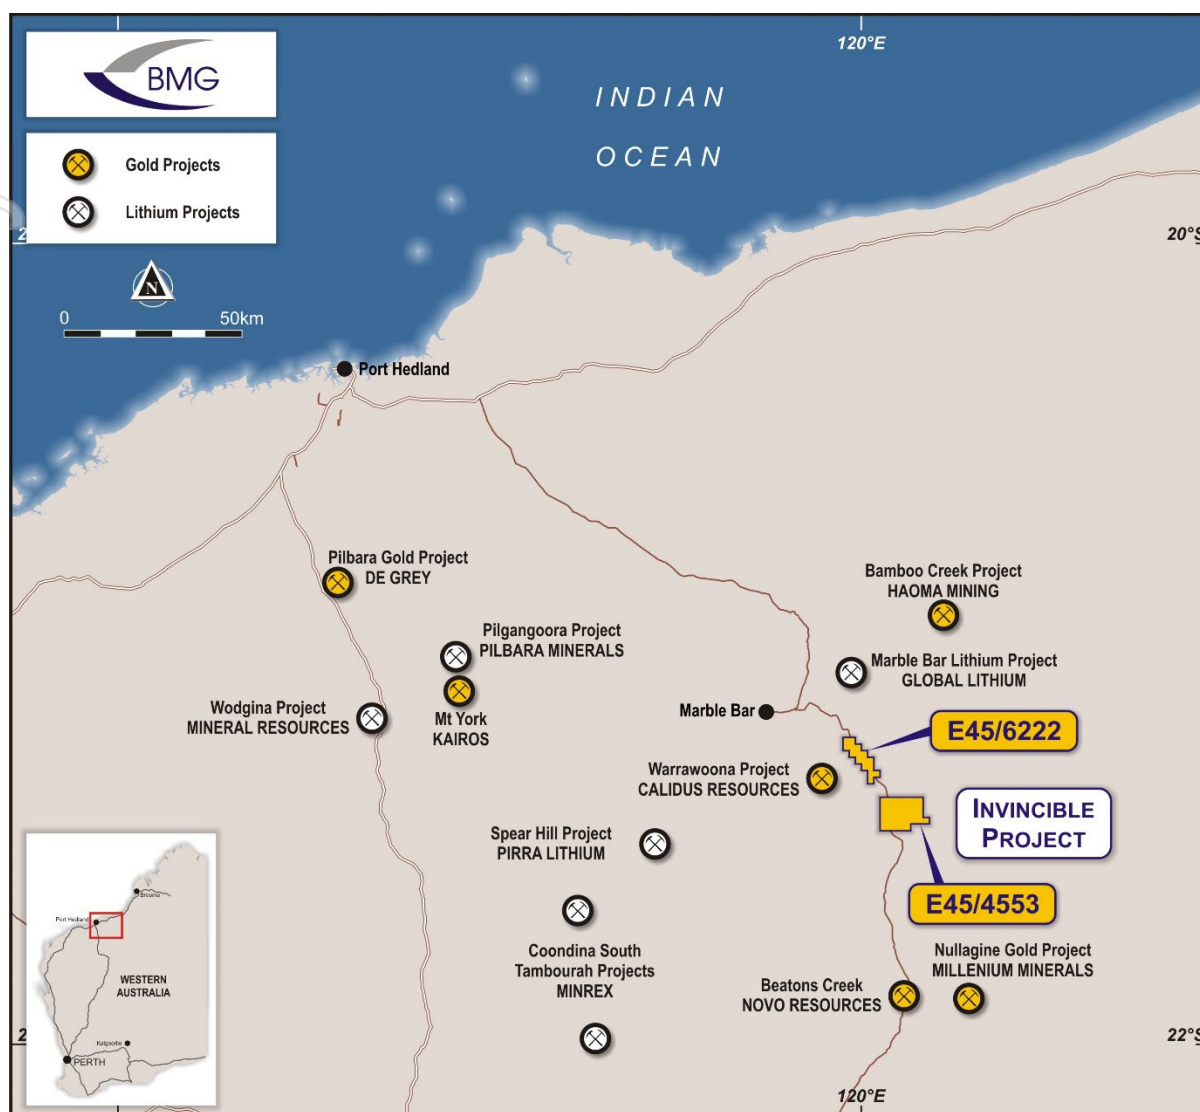 120°E
BMG
INDIAN
OCEAN
Gold Projects
Lithium Projects
20°S
N
0 50km
Port Hedland
Pilbara Gold Project
DE GREY
Bamboo Creek Project
HAOMA MINING
Pilgangoora Project
PILBARA MINERALS
Marble Bar Lithium Project
GLOBAL LITHIUM
Wodgina Project
MINERAL RESOURCES
Mt York
KAIROS
Marble Bar
E45/6222
Warrawoona Project
CALIDUS RESOURCES
INVINCIBLE
PROJECT
Spear Hill Project
PIRRA LITHIUM
E45/4553
Coondina South
Tambourah Projects
MINREX
Nullagine Gold Project
MILLENIUM MINERALS
Beatons Creek
NOVO RESOURCES
Broome
Port Hedland
WESTERN
AUSTRALIA
Kalgoorlie
PERTH
22°S
120°E